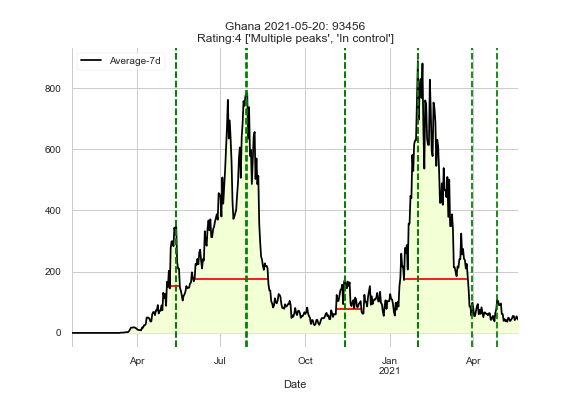 Ghana 2021-05-20: 93456
Rating:4 ['Multiple peaks', 'In control']
Average-7d
800
600
400
200
0
Apr
Jul
Oct
Jan
2021
Apr
Date